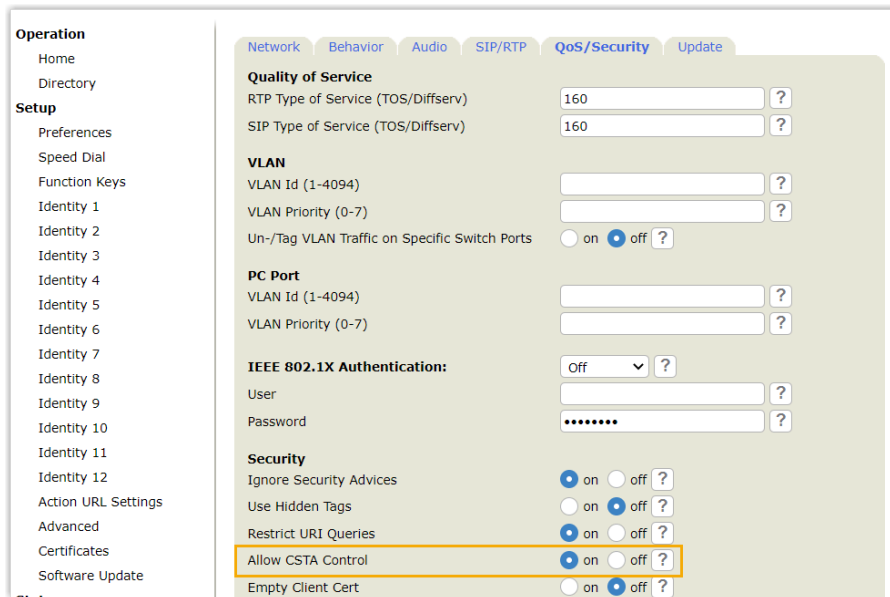 Operation
Home
Directory
Setup
Preferences
Speed Dial
Function Keys
Identity 1
Identity 2
Identity 3
Identity 4
Identity 5
Identity 6
Identity 7
Identity 8
Identity 9
Identity 10
Identity 11
Identity 12
Action URL Settings
Advanced
Certificates
Software Update
Network Behavior Audio SIP/RTP QoS/Security Update
Quality of Service
RTP Type of Service (TOS/Diffserv) 160 ?
SIP Type of Service (TOS/Diffserv) 160 ?
VLAN
VLAN Id (1-4094) ?
VLAN Priority (0-7) ?
Un-/Tag VLAN Traffic on Specific Switch Ports on off ?
PC Port
VLAN Id (1-4094) ?
VLAN Priority (0-7) ?
IEEE 802.1X Authentication: Off ?
User ?
Password •••••••• ?
Security
Ignore Security Advices on off ?
Use Hidden Tags on off ?
Restrict URI Queries on off ?
Allow CSTA Control on off ?
Empty Client Cert on off ?